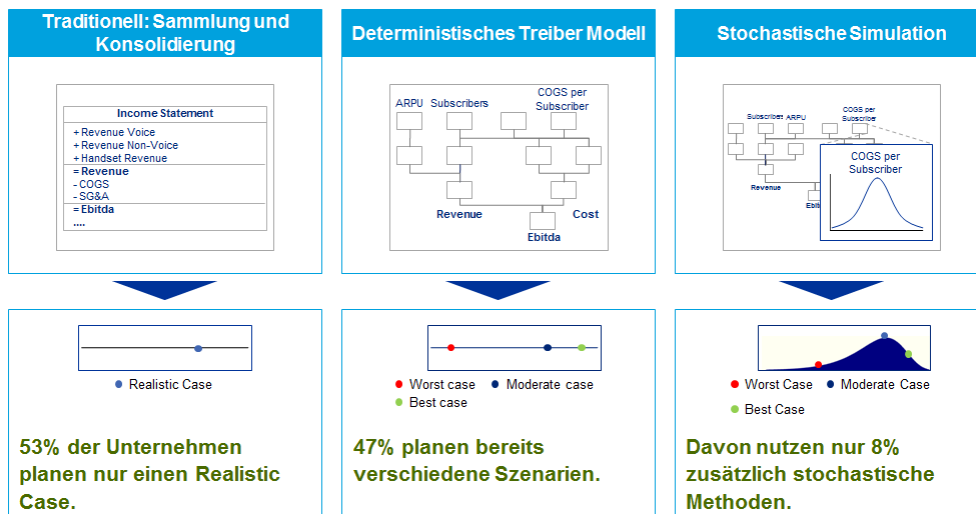 Traditionell: Sammlung und
Konsolidierung
Income Statement
+ Revenue Voice
+ Revenue Non-Voice
+ Handset Revenue
= Revenue
- COGS
- SG&A
= Ebitda
....
Realistic Case
53% der Unternehmen
planen nur einen Realistic
Case.
Deterministisches Treiber Modell
ARPU Subscribers COGS per
Subscriber
Revenue Cost
Ebitda
Worst case Moderate case
Best case
47% planen bereits
verschiedene Szenarien.
Stochastische Simulation
COGS per
Subscriber
Subscribers ARPU
COGS per
Subscriber
Revenue
Worst Case Moderate Case
Best Case
Davon nutzen nur 8%
zusätzlich stochastische
Methoden.